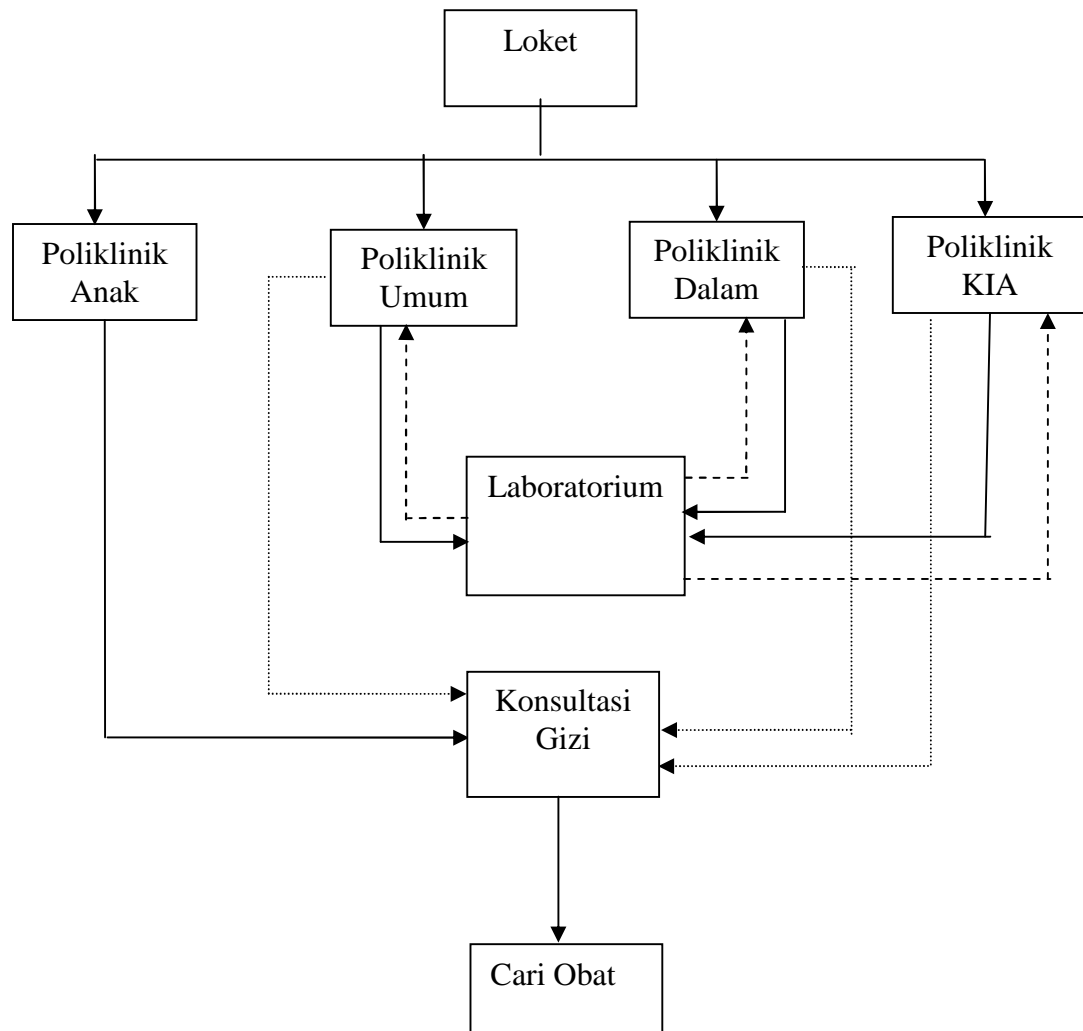 Loket
Poliklinik
Anak
Poliklinik
Umum
Poliklinik
Dalam
Poliklinik
KIA
Laboratorium
Konsultasi
Gizi
Cari Obat